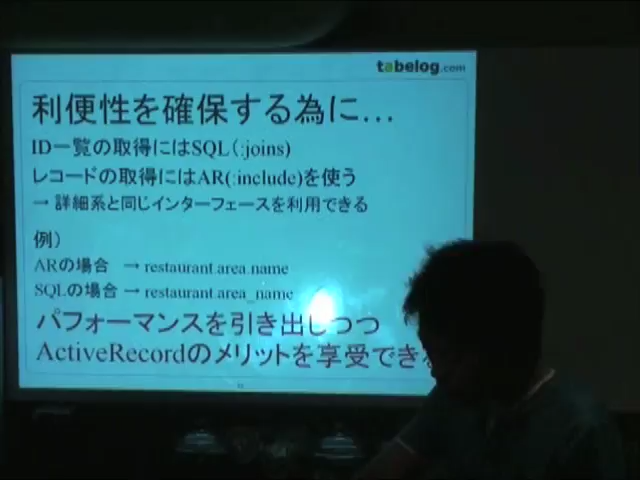 tabelog.com
利便性を確保する為に…
ID一覧の取得にはSQL（:joins)
レコードの取得にはAR(:include)を使う
→ 詳細系と同じインターフェースを利用できる
例）
ARの場合 → restaurant.area.name
SQLの場合 → restaurant.area_name
パフォーマンスを引き出しつつ
ActiveRecordのメリットを享受でき